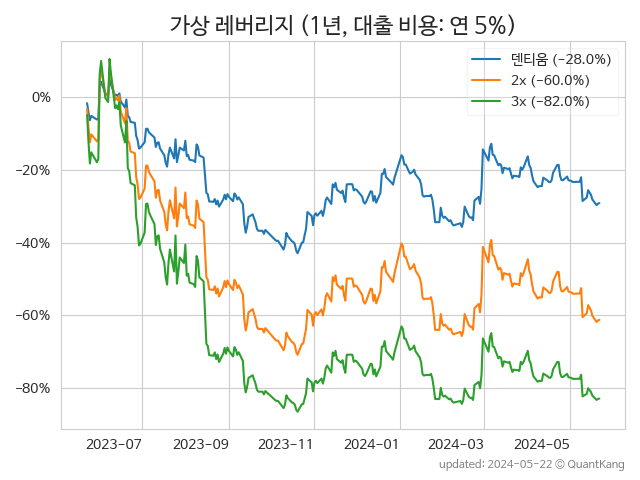 가상 레버리지 (1년, 대출 비용: 연 5%)
덴티움 (−28.0%)
2x (−60.0%)
3x (−82.0%)
0%
−20%
−40%
−60%
−80%
2023-07 2023-09 2023-11 2024-01 2024-03 2024-05
updated: 2024-05-22 © QuantKang